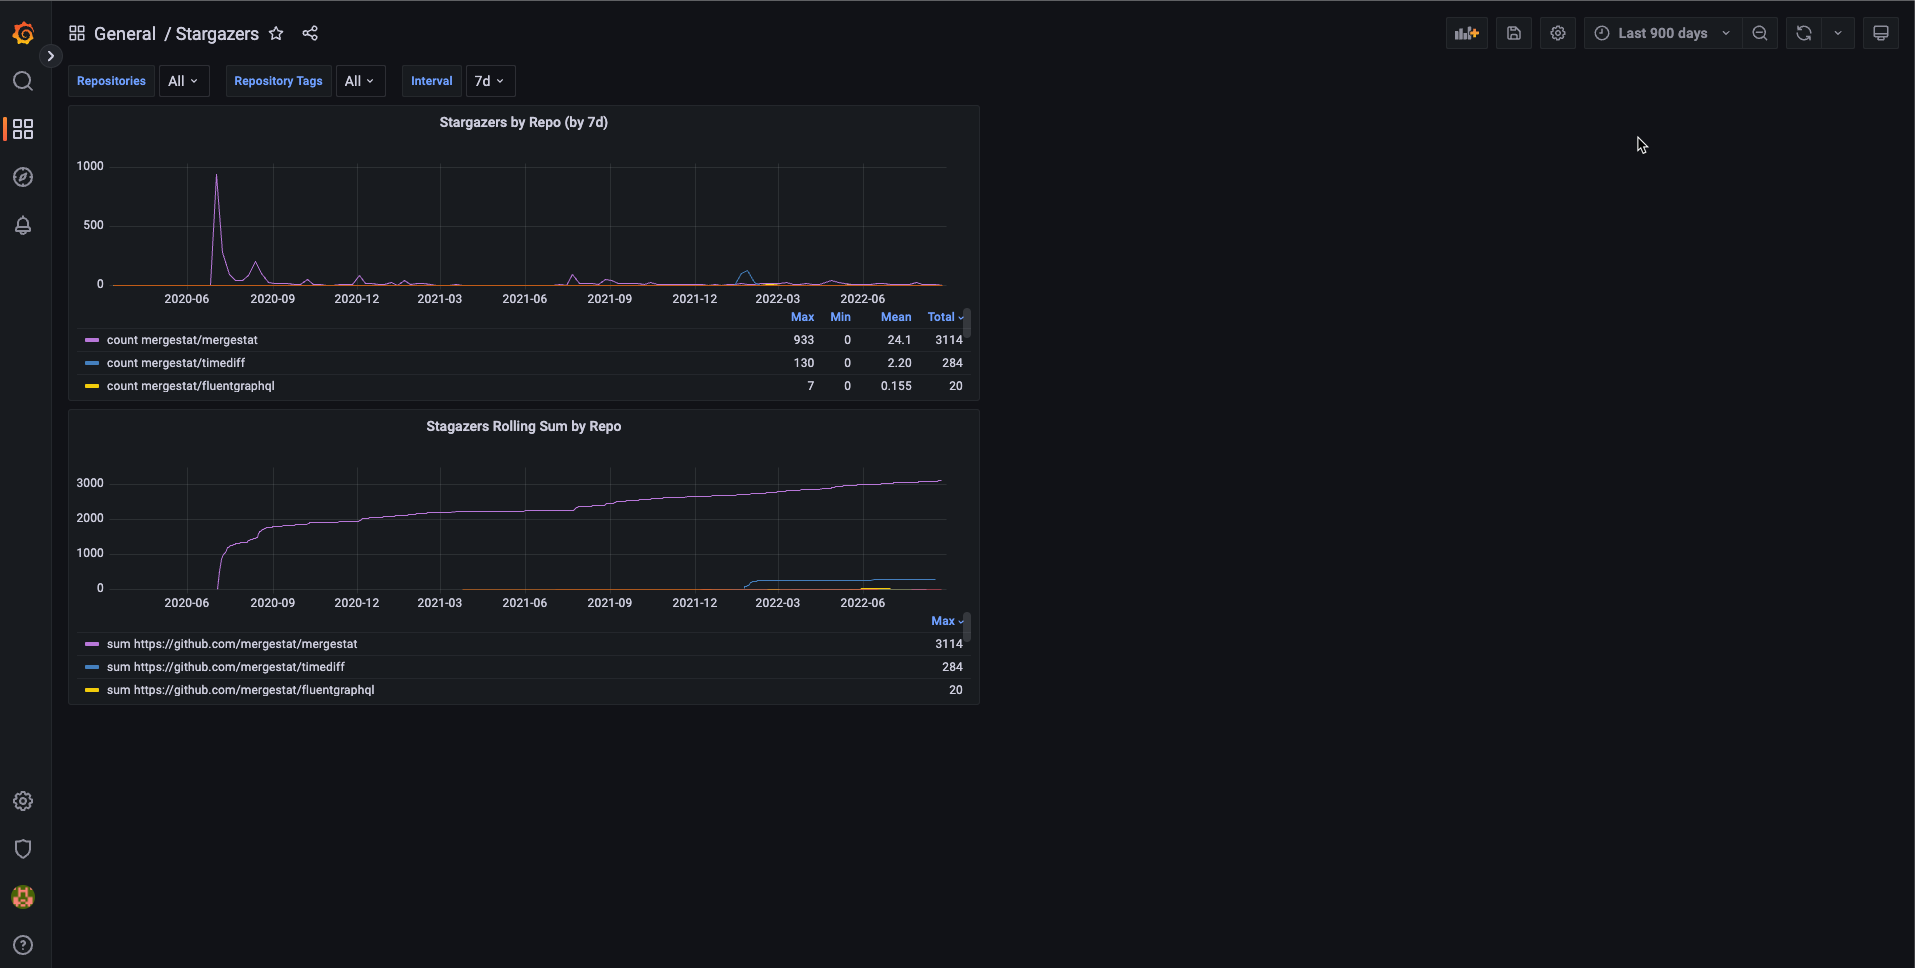 General / Stargazers
Last 900 days
Repositories All Repository Tags All Interval 7d
Stargazers by Repo (by 7d)
1000
500
0
2020-06 2020-09 2020-12 2021-03 2021-06 2021-09 2021-12 2022-03 2022-06
Max Min Mean Total
count mergestat/mergestat 933 0 24.1 3114
count mergestat/timediff 130 0 2.20 284
count mergestat/fluentgraphql 7 0 0.155 20
Stagazers Rolling Sum by Repo
3000
2000
1000
0
2020-06 2020-09 2020-12 2021-03 2021-06 2021-09 2021-12 2022-03 2022-06
Max
sum https://github.com/mergestat/mergestat 3114
sum https://github.com/mergestat/timediff 284
sum https://github.com/mergestat/fluentgraphql 20